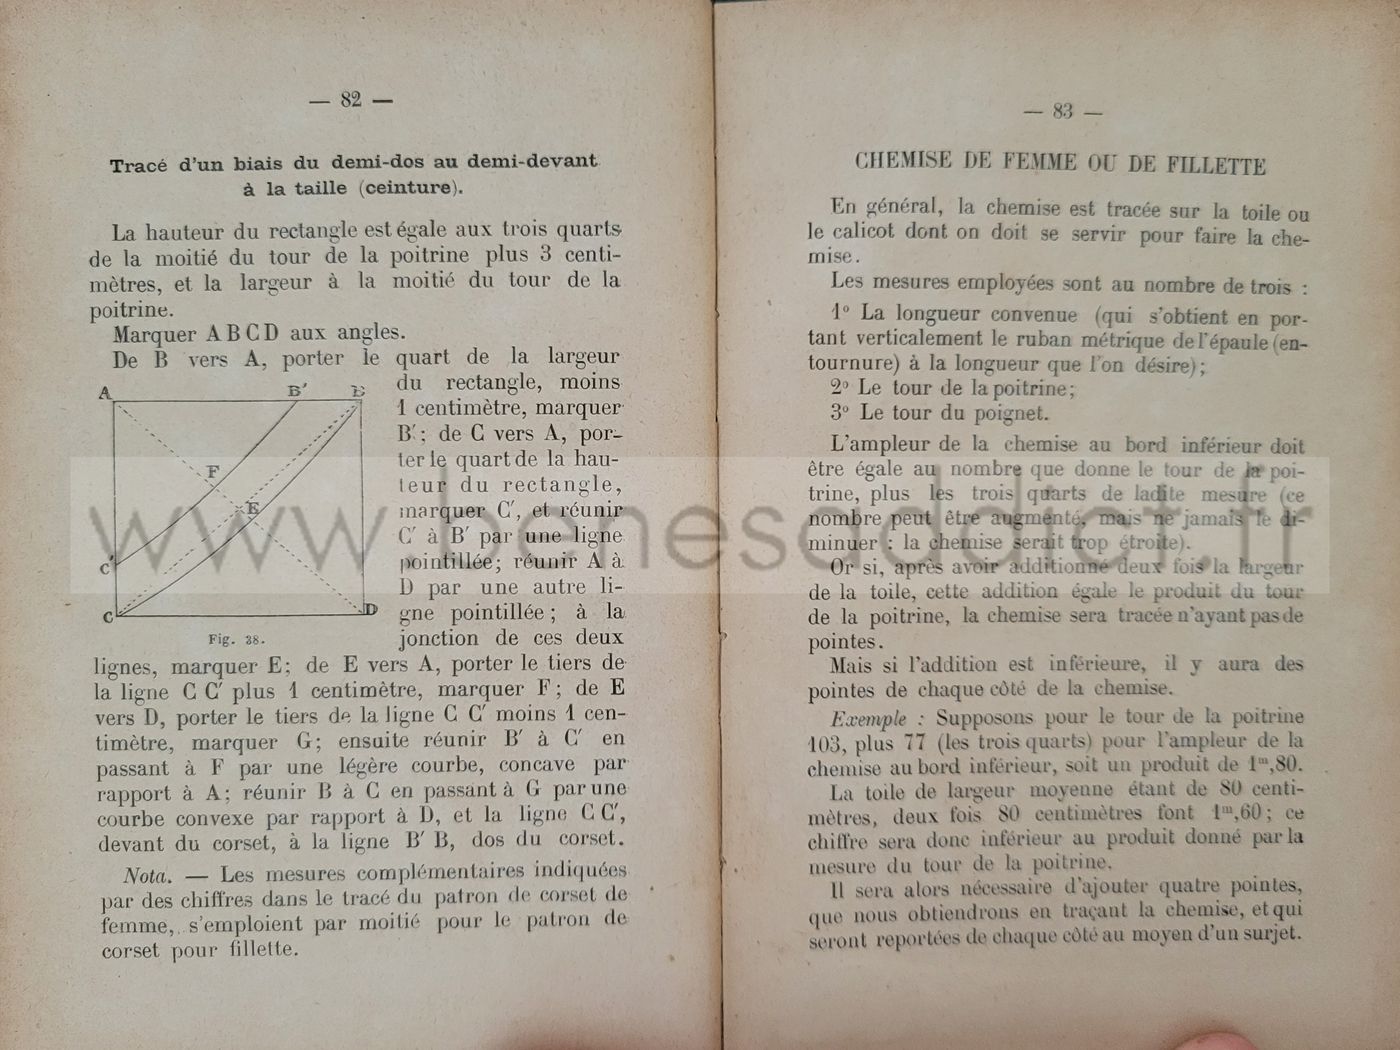 — 82 —
Tracé d'un biais du demi-dos au demi-devant
à la taille (ceinture).
La hauteur du rectangle est égale aux trois quarts
de la moitié du tour de la poitrine plus 3 centi-
mètres, et la largeur à la moitié du tour de la
poitrine.
Marquer A B C D aux angles.
De B vers A, porter le quart de la largeur
du rectangle, moins
1 centimètre, marquer
B'; de C vers A, por-
ter le quart de la hau-
teur du rectangle,
marquer C', et réunir
C' à B' par une ligne
pointillée; réunir A à
D par une autre li-
gne pointillée; à la
jonction de ces deux
A B' B
F
E
C'
C D
Fig. 38.
lignes, marquer E; de E vers A, porter le tiers de
la ligne C C' plus 1 centimètre, marquer F; de E
vers D, porter le tiers de la ligne C C' moins 1 cen-
timètre, marquer G; ensuite réunir B' à C' en
passant à F par une légère courbe, concave par
rapport à A; réunir B à C en passant à G par une
courbe convexe par rapport à D, et la ligne C C',
devant du corset, à la ligne B' B, dos du corset.
Nota. — Les mesures complémentaires indiquées
par des chiffres dans le tracé du patron de corset de
femme, s'emploient par moitié pour le patron de
corset pour fillette.
— 83 —
CHEMISE DE FEMME OU DE FILLETTE
En général, la chemise est tracée sur la toile ou
le calicot dont on doit se servir pour faire la che-
mise.
Les mesures employées sont au nombre de trois :
1º La longueur convenue (qui s'obtient en por-
tant verticalement le ruban métrique de l'épaule (en-
tournure) à la longueur que l'on désire);
2º Le tour de la poitrine;
3º Le tour du poignet.
L'ampleur de la chemise au bord inférieur doit
être égale au nombre que donne le tour de la poi-
trine, plus les trois quarts de ladite mesure (ce
nombre peut être augmenté, mais ne jamais le di-
minuer : la chemise serait trop étroite).
Or si, après avoir additionné deux fois la largeur
de la toile, cette addition égale le produit du tour
de la poitrine, la chemise sera tracée n'ayant pas de
pointes.
Mais si l'addition est inférieure, il y aura des
pointes de chaque côté de la chemise.
Exemple : Supposons pour le tour de la poitrine
103, plus 77 (les trois quarts) pour l'ampleur de la
chemise au bord inférieur, soit un produit de 1m,80.
La toile de largeur moyenne étant de 80 centi-
mètres, deux fois 80 centimètres font 1m,60; ce
chiffre sera donc inférieur au produit donné par la
mesure du tour de la poitrine.
Il sera alors nécessaire d'ajouter quatre pointes,
que nous obtiendrons en traçant la chemise, et qui
seront reportées de chaque côté au moyen d'un surjet.
www.benesaddict.fr